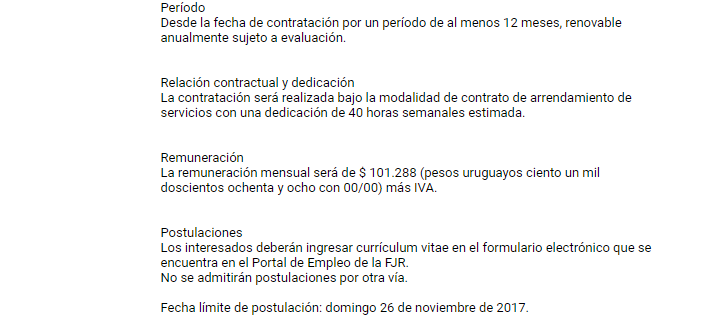 Período
Desde la fecha de contratación por un período de al menos 12 meses, renovable
anualmente sujeto a evaluación.
Relación contractual y dedicación
La contratación será realizada bajo la modalidad de contrato de arrendamiento de
servicios con una dedicación de 40 horas semanales estimada.
Remuneración
La remuneración mensual será de $ 101.288 (pesos uruguayos ciento un mil
doscientos ochenta y ocho con 00/00) más IVA.
Postulaciones
Los interesados deberán ingresar currículum vitae en el formulario electrónico que se
encuentra en el Portal de Empleo de la FJR.
No se admitirán postulaciones por otra vía.
Fecha límite de postulación: domingo 26 de noviembre de 2017.